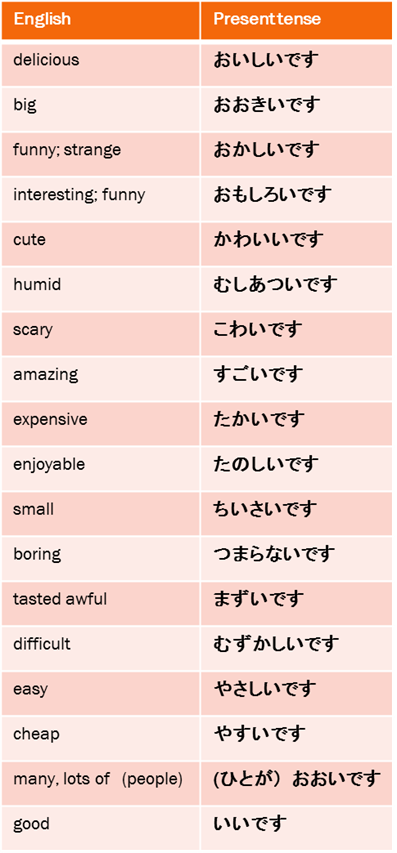 English Present tense
delicious おいしいです
big おおきいです
funny; strange おかしいです
interesting; funny おもしろいです
cute かわいいです
humid むしあついです
scary こわいです
amazing すごいです
expensive たかいです
enjoyable たのしいです
small ちいさいです
boring つまらないです
tasted awful まずいです
difficult むずかしいです
easy やさしいです
cheap やすいです
many, lots of (people) (ひとが）おおいです
good いいです